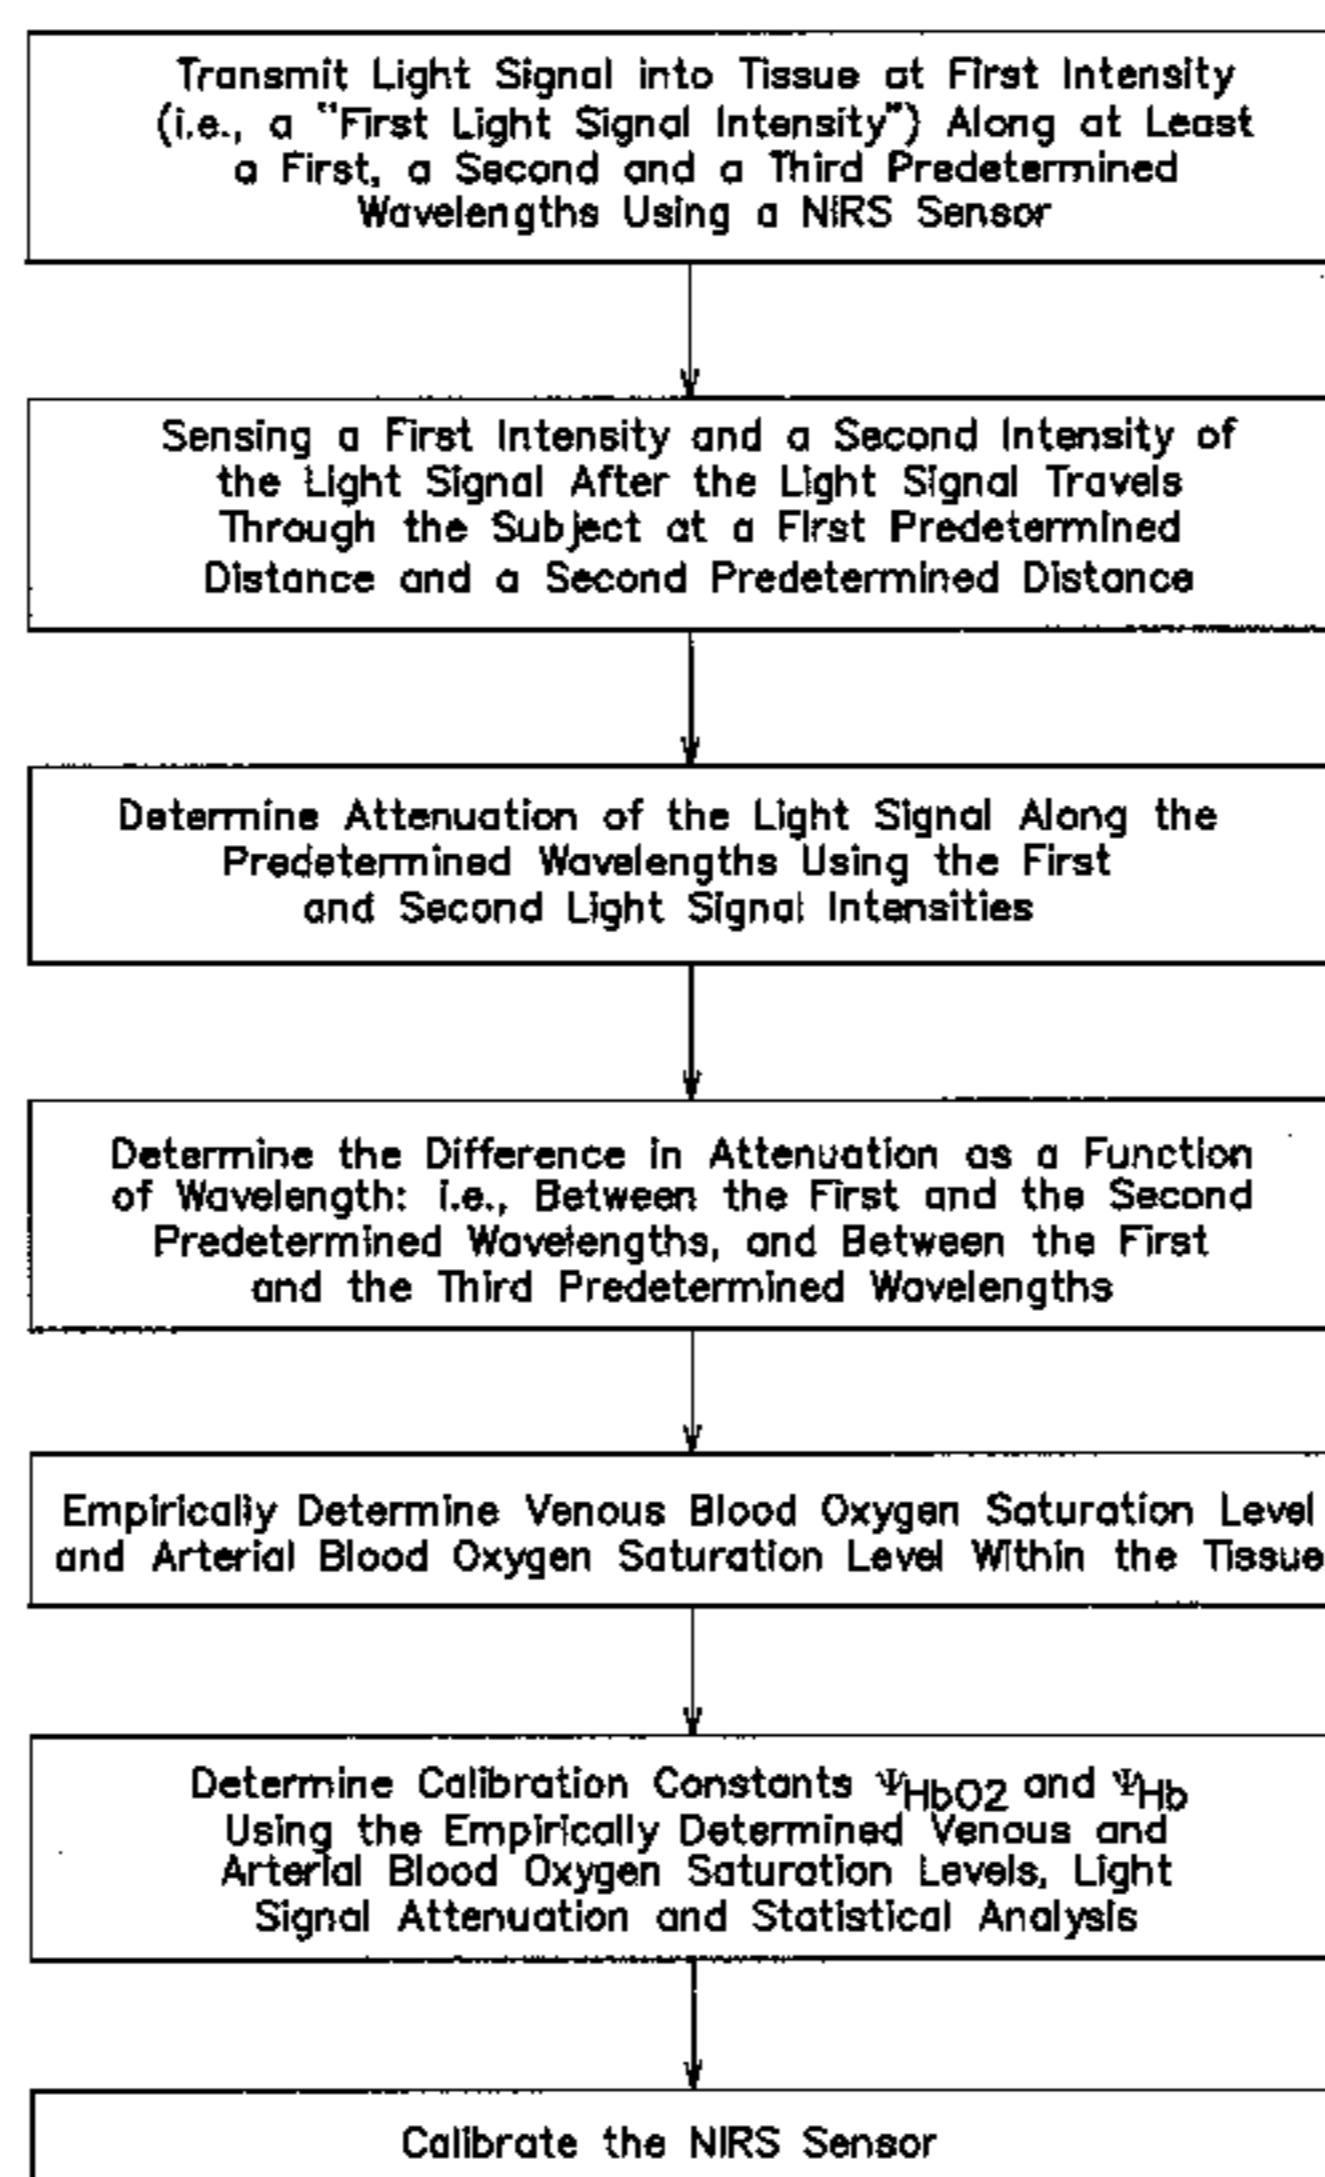 Transmit Light Signal into Tissue at First Intensity
(i.e., a "First Light Signal Intensity") Along at Least
a First, a Second and a Third Predetermined
Wavelengths Using a NIRS Sensor
Sensing a First Intensity and a Second Intensity of
the Light Signal After the Light Signal Travels
Through the Subject at a First Predetermined
Distance and a Second Predetermined Distance
Determine Attenuation of the Light Signal Along the
Predetermined Wavelengths Using the First
and Second Light Signal Intensities
Determine the Difference in Attenuation as a Function
of Wavelength: i.e., Between the First and the Second
Predetermined Wavelengths, and Between the First
and the Third Predetermined Wavelengths
Empirically Determine Venous Blood Oxygen Saturation Level
and Arterial Blood Oxygen Saturation Level Within the Tissue
Determine Calibration Constants ΨHbO2 and ΨHb
Using the Empirically Determined Venous and
Arterial Blood Oxygen Saturation Levels, Light
Signal Attenuation and Statistical Analysis
Calibrate the NIRS Sensor